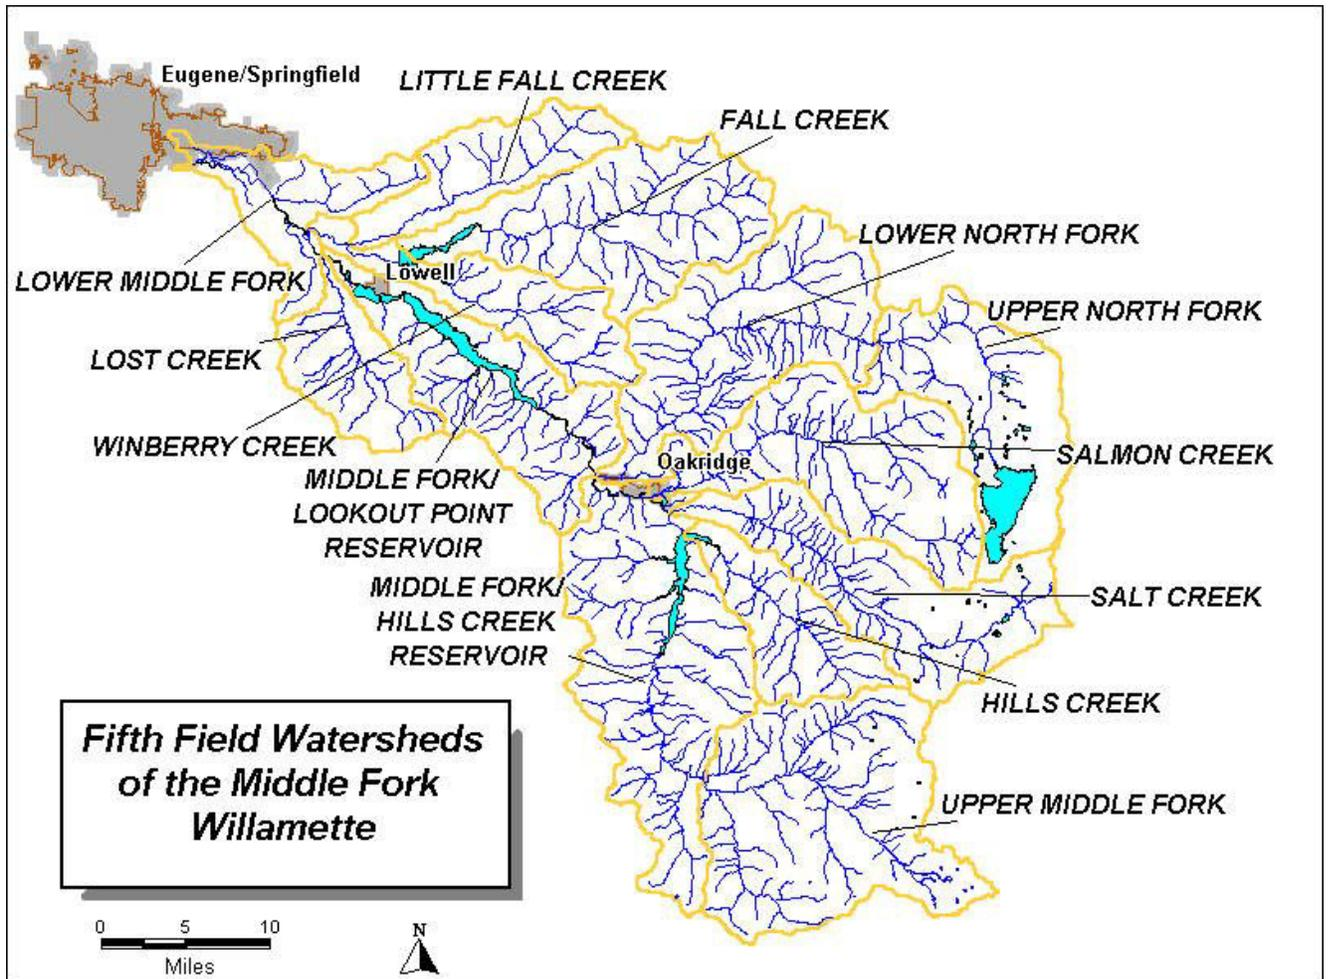 Eugene/Springfield
LITTLE FALL CREEK
FALL CREEK
LOWER NORTH FORK
LOWER MIDDLE FORK
Lowell
UPPER NORTH FORK
LOST CREEK
WINBERRY CREEK
Oakridge
SALMON CREEK
MIDDLE FORK/
LOOKOUT POINT
RESERVOIR
MIDDLE FORK/
HILLS CREEK
RESERVOIR
SALT CREEK
HILLS CREEK
UPPER MIDDLE FORK
Fifth Field Watersheds
of the Middle Fork
Willamette
0 5 10
Miles
N